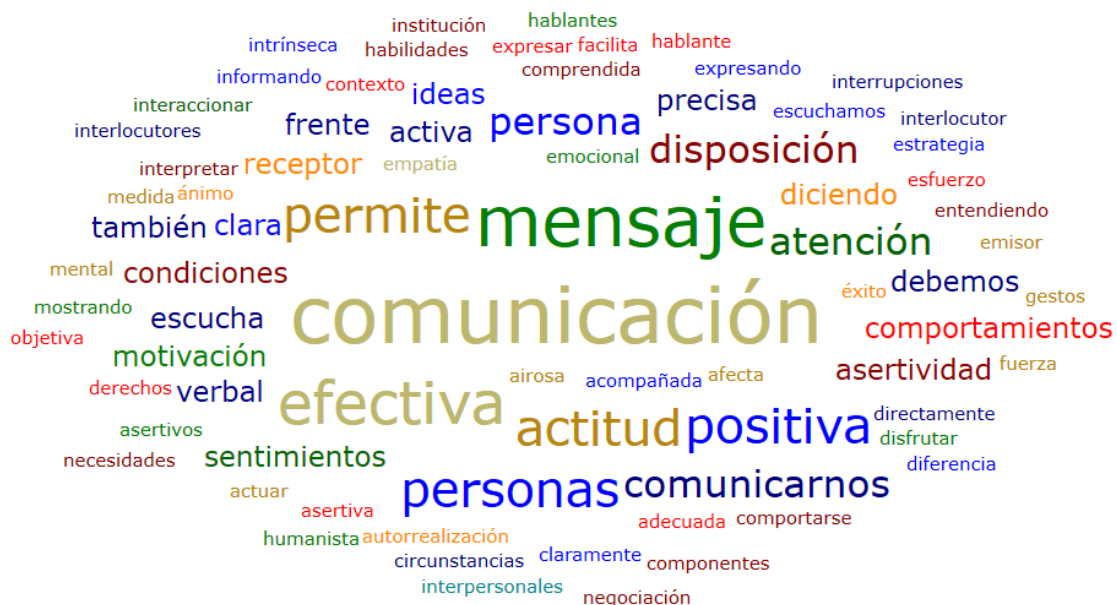 hablantes
institución
intrínseca
habilidades
expresar facilita
hablante
comprendida
informando
contexto
ideas
expresando
interrupciones
interaccionar
precisa
escuchamos
interlocutor
interlocutores
frente
activa
persona
estrategia
interpretar
receptor
empatía
emocional
disposición
medida
ánimo
esfuerzo
diciendo
también
clara
permite
mensaje
entendiendo
atención
emisor
mental
condiciones
debemos
mostrando
escucha
comunicación
éxito
gestos
objetiva
comportamientos
motivación
asertividad
fuerza
derechos
verbal
efectiva
airosa
acompañada
afecta
asertivos
actitud
positiva
directamente
disfrutar
necesidades
sentimientos
diferencia
actuar
personas
comunicarnos
asertiva
adecuada
comportarse
humanista
autorrealización
circunstancias
claramente
componentes
interpersonales
negociación